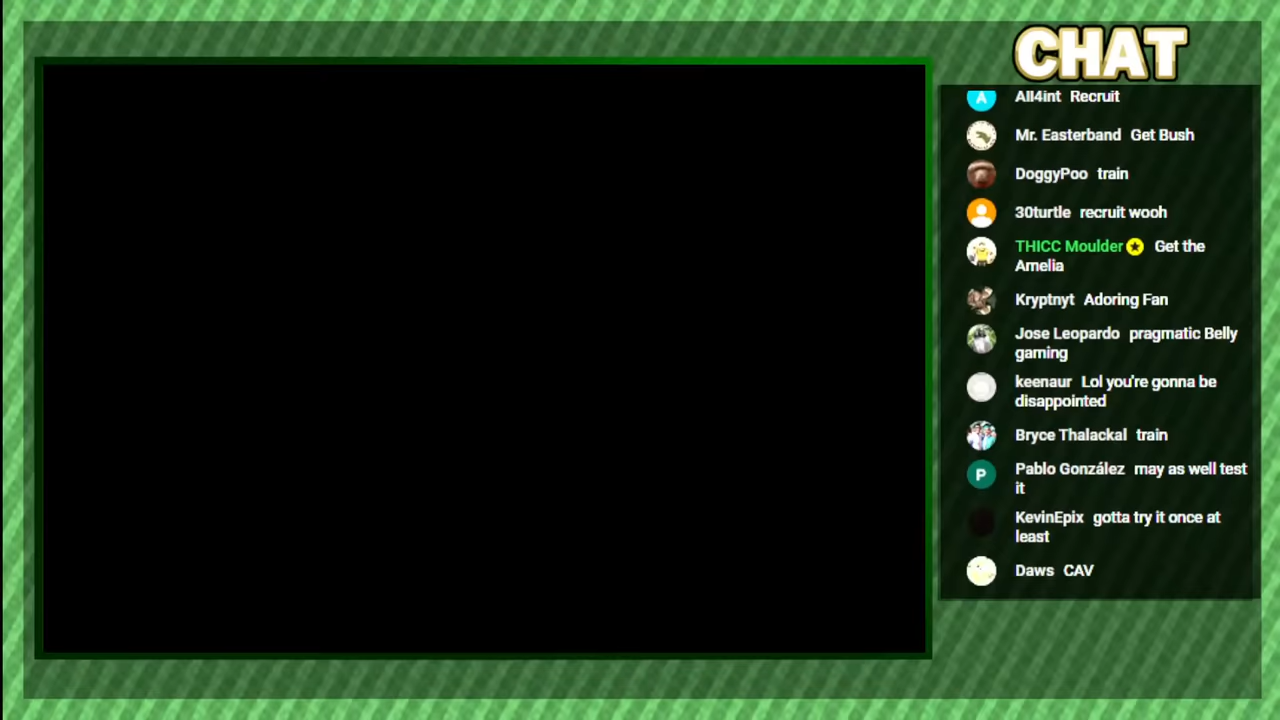 CHAT
All4int Recruit
Mr. Easterband Get Bush
DoggyPoo train
30turtle recruit wooh
THICC Moulder Get the
Amelia
Kryptnyt Adoring Fan
Jose Leopardo pragmatic Belly
gaming
keenaur Lol you're gonna be
disappointed
Bryce Thalackal train
P Pablo González may as well test
it
KevinEpix gotta try it once at
least
Daws CAV